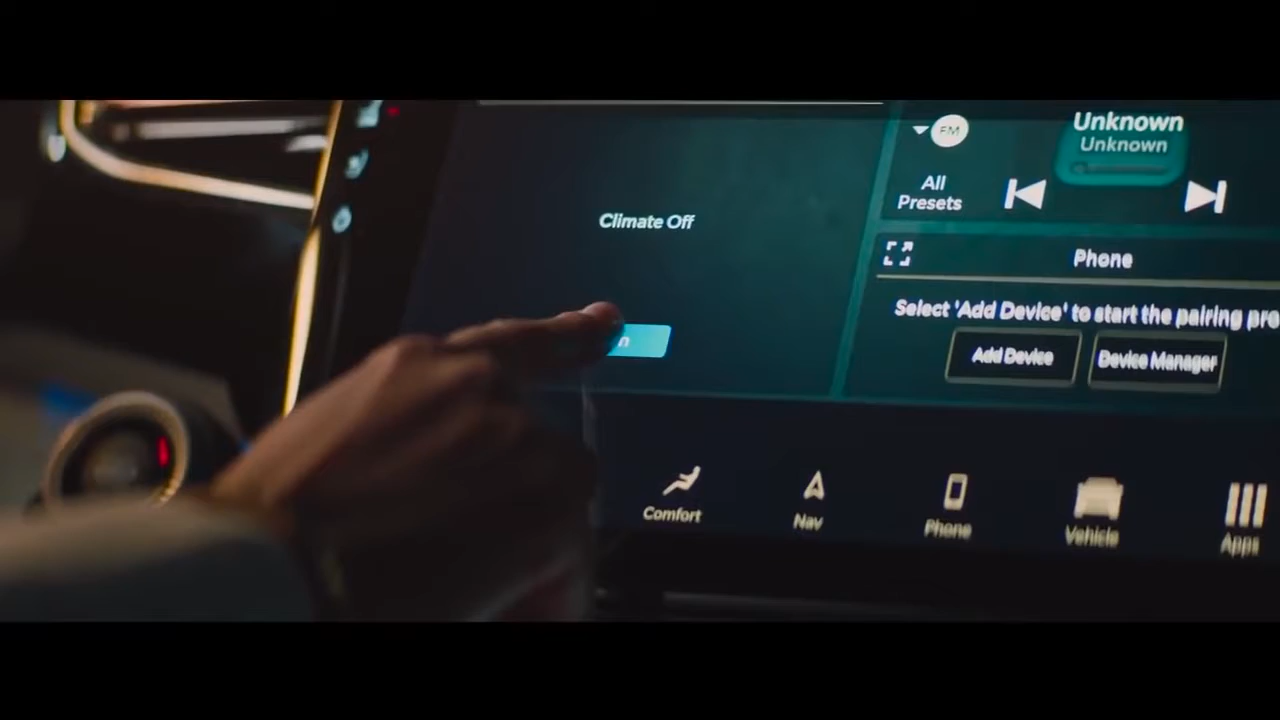 FM
Unknown
Unknown
All
Presets
Climate Off
Phone
Select 'Add Device' to start the pairing pro
n
Add Device
Device Manager
Comfort
Nav
Phone
Vehicle
Apps